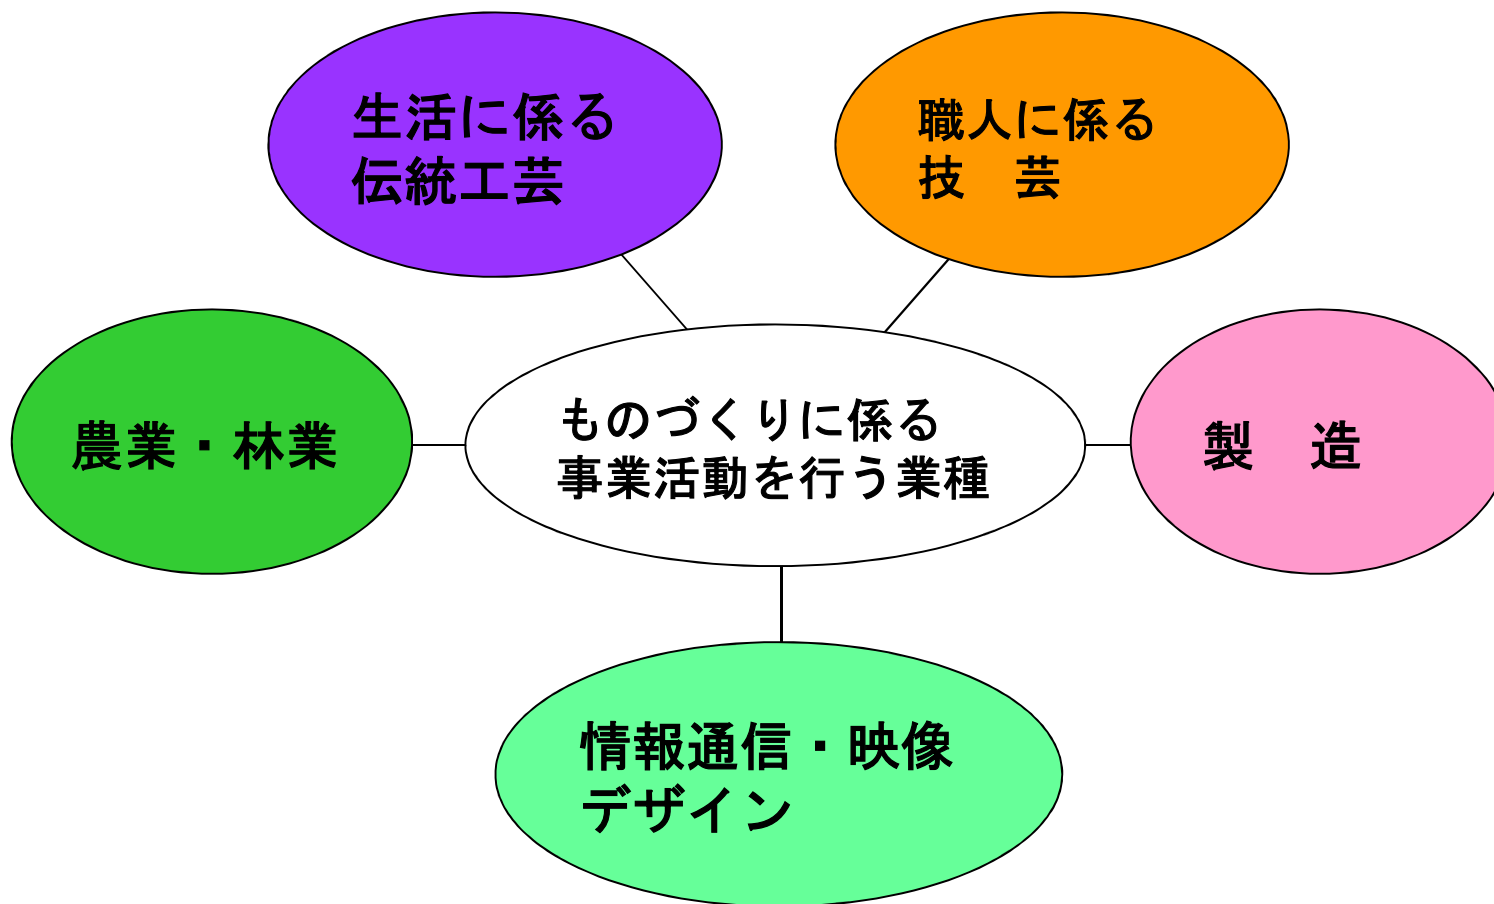 生活に係る
伝統工芸
職人に係る
技　芸
農業・林業
ものづくりに係る
事業活動を行う業種
製　造
情報通信・映像
デザイン